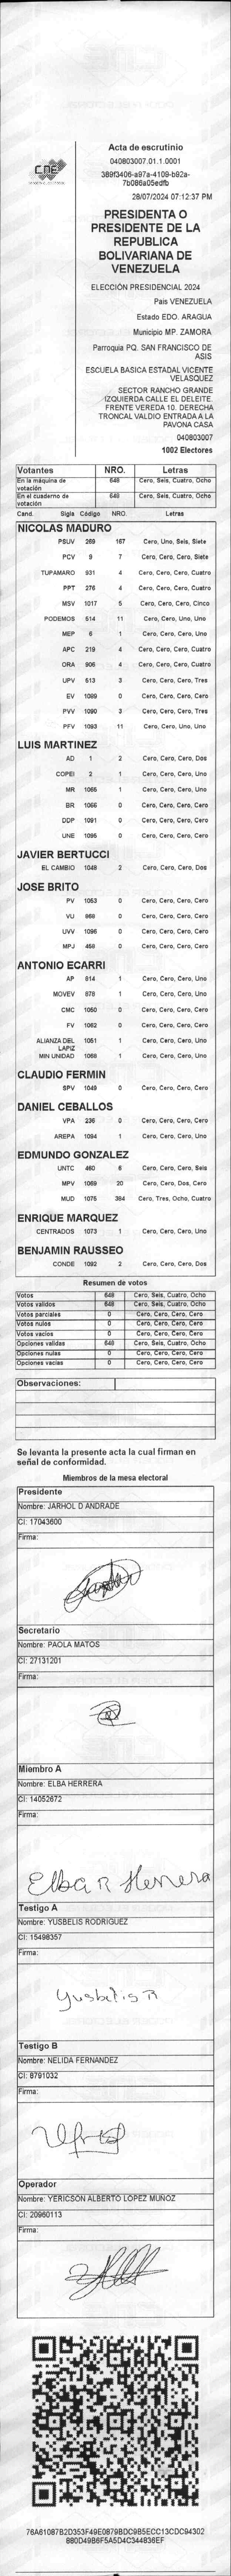 CNE
Acta de escrutinio
040803007.01.1.0001
389f3406-a97a-4109-b92a-
7b086a05edfb
28/07/2024 07:12:37 PM
PRESIDENTA O
PRESIDENTE DE LA
REPUBLICA
BOLIVARIANA DE
VENEZUELA
ELECCIÓN PRESIDENCIAL 2024
Pais VENEZUELA
Estado EDO. ARAGUA
Municipio MP. ZAMORA
Parroquia PQ. SAN FRANCISCO DE
ASIS
ESCUELA BASICA ESTADAL VICENTE
VELASQUEZ
SECTOR RANCHO GRANDE
IZQUIERDA CALLE EL DELEITE.
FRENTE VEREDA 10. DERECHA
TRONCAL VALDIO ENTRADA A LA
PAVONA CASA
040803007
1002 Electores
Votantes NRO. Letras
En la máquina de votación 648 Cero, Seis, Cuatro, Ocho
En el cuaderno de votación 648 Cero, Seis, Cuatro, Ocho
Cand. Sigla Código NRO. Letras
NICOLAS MADURO
PSUV 269 167 Cero, Uno, Seis, Siete
PCV 9 7 Cero, Cero, Cero, Siete
TUPAMARO 931 4 Cero, Cero, Cero, Cuatro
PPT 276 4 Cero, Cero, Cero, Cuatro
MSV 1017 5 Cero, Cero, Cero, Cinco
PODEMOS 514 11 Cero, Cero, Uno, Uno
MEP 6 1 Cero, Cero, Cero, Uno
APC 219 4 Cero, Cero, Cero, Cuatro
ORA 906 4 Cero, Cero, Cero, Cuatro
UPV 513 3 Cero, Cero, Cero, Tres
EV 1089 0 Cero, Cero, Cero, Cero
PVV 1090 3 Cero, Cero, Cero, Tres
PFV 1093 11 Cero, Cero, Uno, Uno
LUIS MARTINEZ
AD 1 2 Cero, Cero, Cero, Dos
COPEI 2 1 Cero, Cero, Cero, Uno
MR 1065 1 Cero, Cero, Cero, Uno
BR 1066 0 Cero, Cero, Cero, Cero
DDP 1091 0 Cero, Cero, Cero, Cero
UNE 1095 0 Cero, Cero, Cero, Cero
JAVIER BERTUCCI
EL CAMBIO 1048 2 Cero, Cero, Cero, Dos
JOSE BRITO
PV 1053 0 Cero, Cero, Cero, Cero
VU 868 0 Cero, Cero, Cero, Cero
UVV 1096 0 Cero, Cero, Cero, Cero
MPJ 458 0 Cero, Cero, Cero, Cero
ANTONIO ECARRI
AP 814 1 Cero, Cero, Cero, Uno
MOVEV 878 1 Cero, Cero, Cero, Uno
CMC 1050 0 Cero, Cero, Cero, Cero
FV 1062 0 Cero, Cero, Cero, Cero
ALIANZA DEL LAPIZ 1051 1 Cero, Cero, Cero, Uno
MIN UNIDAD 1068 1 Cero, Cero, Cero, Uno
CLAUDIO FERMIN
SPV 1049 0 Cero, Cero, Cero, Cero
DANIEL CEBALLOS
VPA 236 0 Cero, Cero, Cero, Cero
AREPA 1094 1 Cero, Cero, Cero, Uno
EDMUNDO GONZALEZ
UNTC 460 6 Cero, Cero, Cero, Seis
MPV 1069 20 Cero, Cero, Dos, Cero
MUD 1075 384 Cero, Tres, Ocho, Cuatro
ENRIQUE MARQUEZ
CENTRADOS 1073 1 Cero, Cero, Cero, Uno
BENJAMIN RAUSSEO
CONDE 1092 2 Cero, Cero, Cero, Dos
Resumen de votos
Votos 648 Cero, Seis, Cuatro, Ocho
Votos validos 648 Cero, Seis, Cuatro, Ocho
Votos parciales 0 Cero, Cero, Cero, Cero
Votos nulos 0 Cero, Cero, Cero, Cero
Votos vacios 0 Cero, Cero, Cero, Cero
Opciones validas 648 Cero, Seis, Cuatro, Ocho
Opciones nulas 0 Cero, Cero, Cero, Cero
Opciones vacias 0 Cero, Cero, Cero, Cero
Observaciones:
Se levanta la presente acta la cual firman en
señal de conformidad.
Miembros de la mesa electoral
Presidente
Nombre: JARHOL D ANDRADE
CI: 17043600
Firma:
Secretario
Nombre: PAOLA MATOS
CI: 27131201
Firma:
Miembro A
Nombre: ELBA HERRERA
CI: 14052672
Firma:
Elba R Herrera
Testigo A
Nombre: YUSBELIS RODRIGUEZ
CI: 15498357
Firma:
Yusbelis R
Testigo B
Nombre: NELIDA FERNANDEZ
CI: 8791032
Firma:
Operador
Nombre: YERICSON ALBERTO LOPEZ MUÑOZ
CI: 20960113
Firma:
76A61087B2D353F49E0879BDC9B5ECC13CDC94302
880D49B6F5A5D4C344836EF